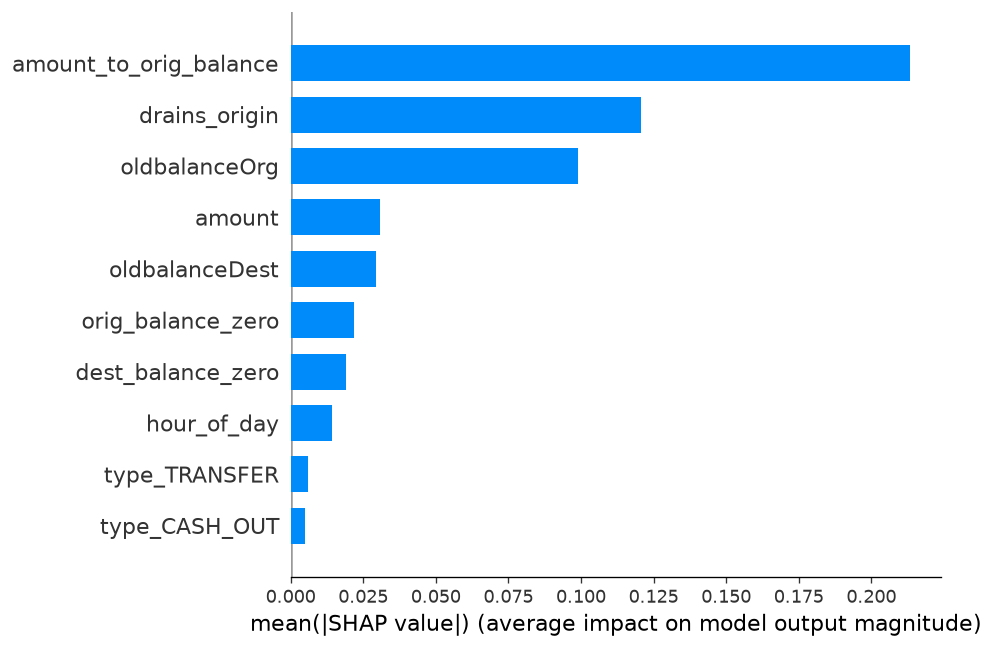 amount_to_orig_balance
drains_origin
oldbalanceOrg
amount
oldbalanceDest
orig_balance_zero
dest_balance_zero
hour_of_day
type_TRANSFER
type_CASH_OUT
0.000 0.025 0.050 0.075 0.100 0.125 0.150 0.175 0.200
mean(|SHAP value|) (average impact on model output magnitude)